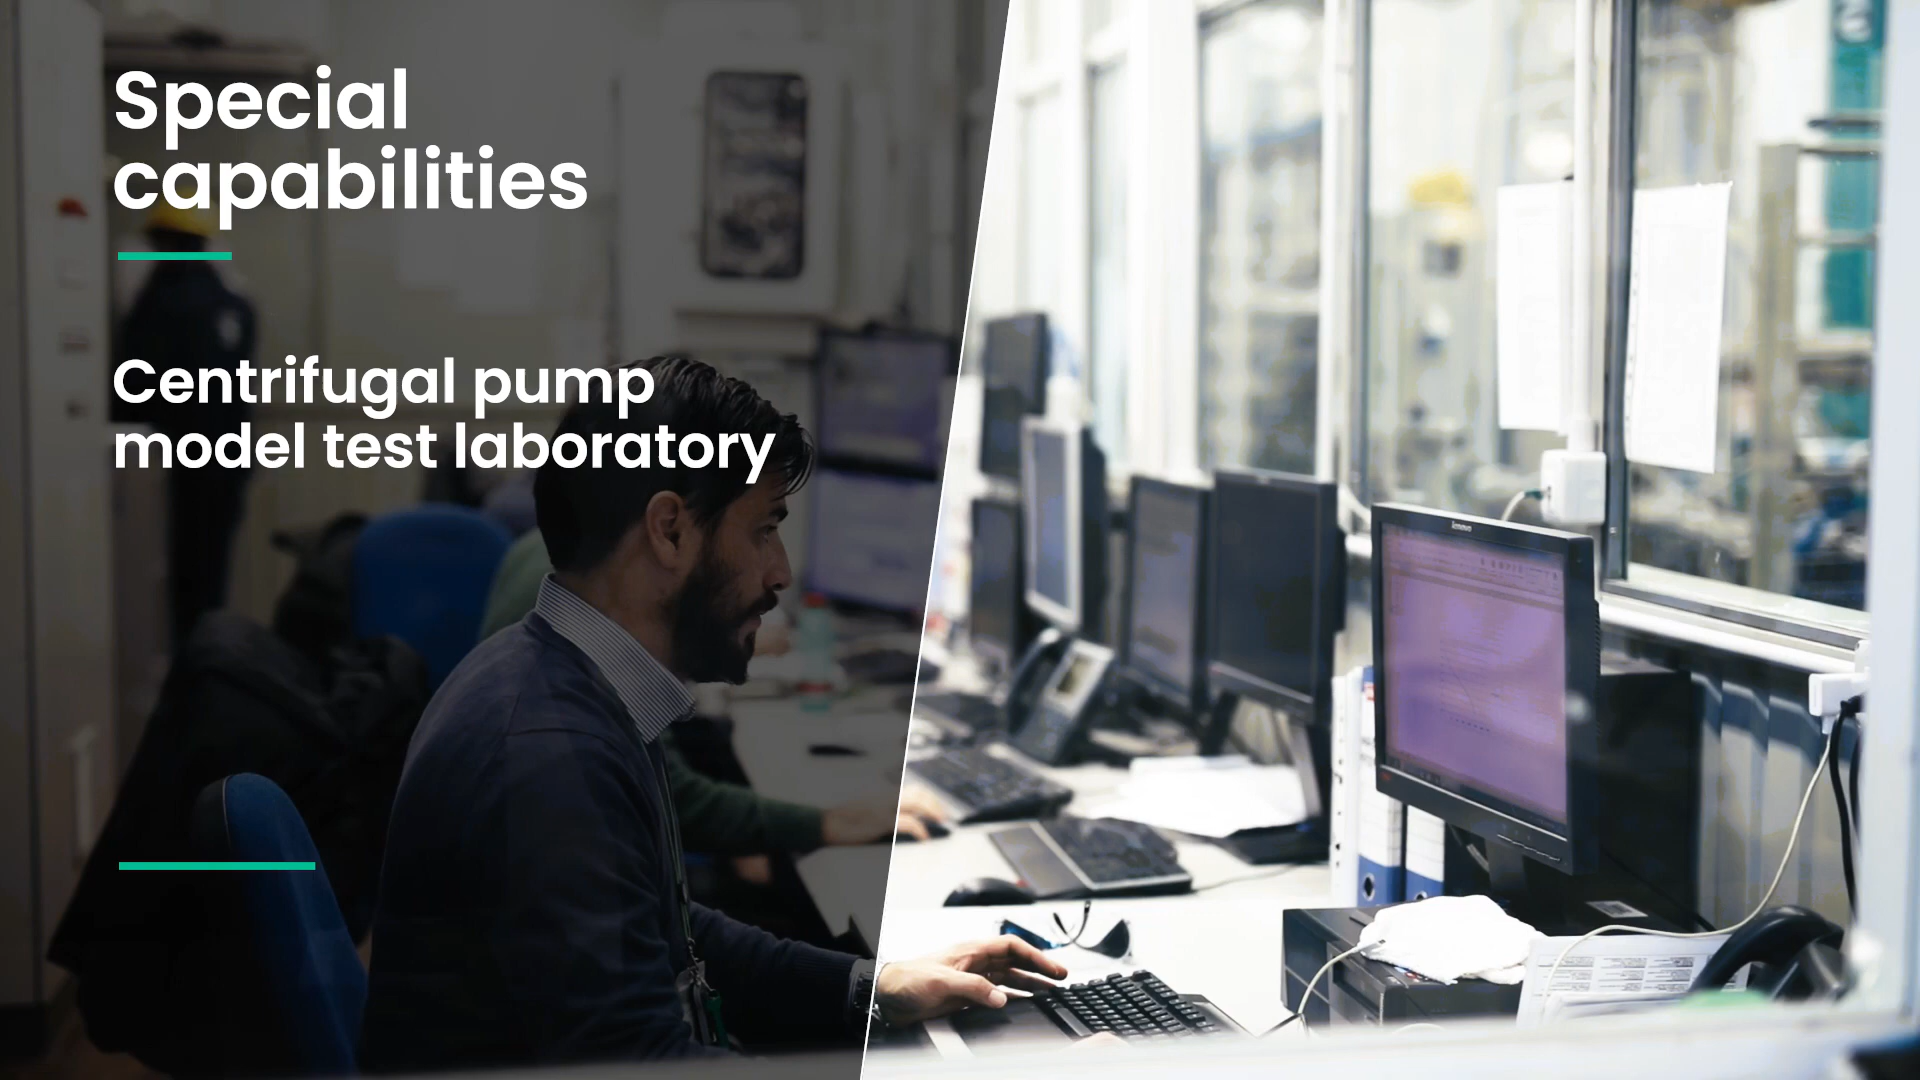 Special
capabilities
Centrifugal pump
model test laboratory
lenovo